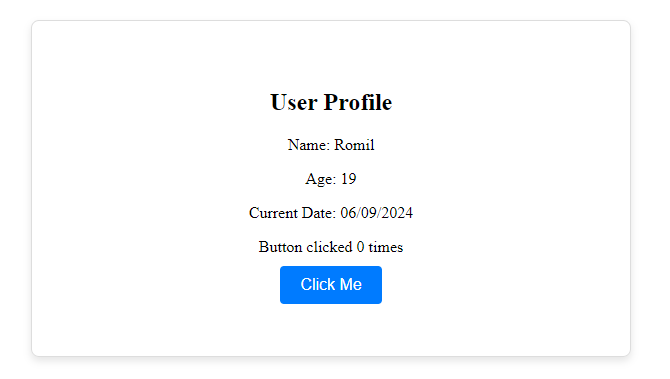 User Profile
Name: Romil
Age: 19
Current Date: 06/09/2024
Button clicked 0 times
Click Me